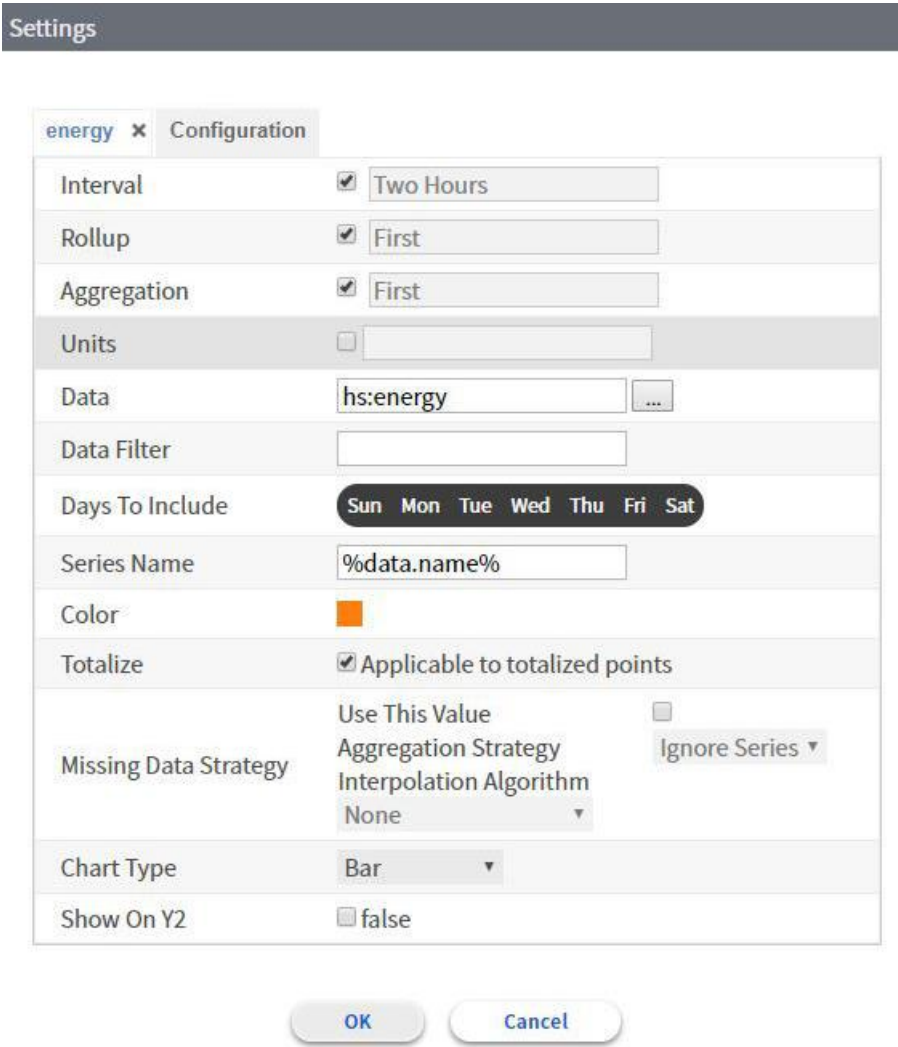 Settings
energy × Configuration
Interval Two Hours
Rollup First
Aggregation First
Units
Data hs:energy ...
Data Filter
Days To Include Sun Mon Tue Wed Thu Fri Sat
Series Name %data.name%
Color
Totalize Applicable to totalized points
Missing Data Strategy
Use This Value
Aggregation Strategy Ignore Series
Interpolation Algorithm
None
Chart Type Bar
Show On Y2 false
OK Cancel